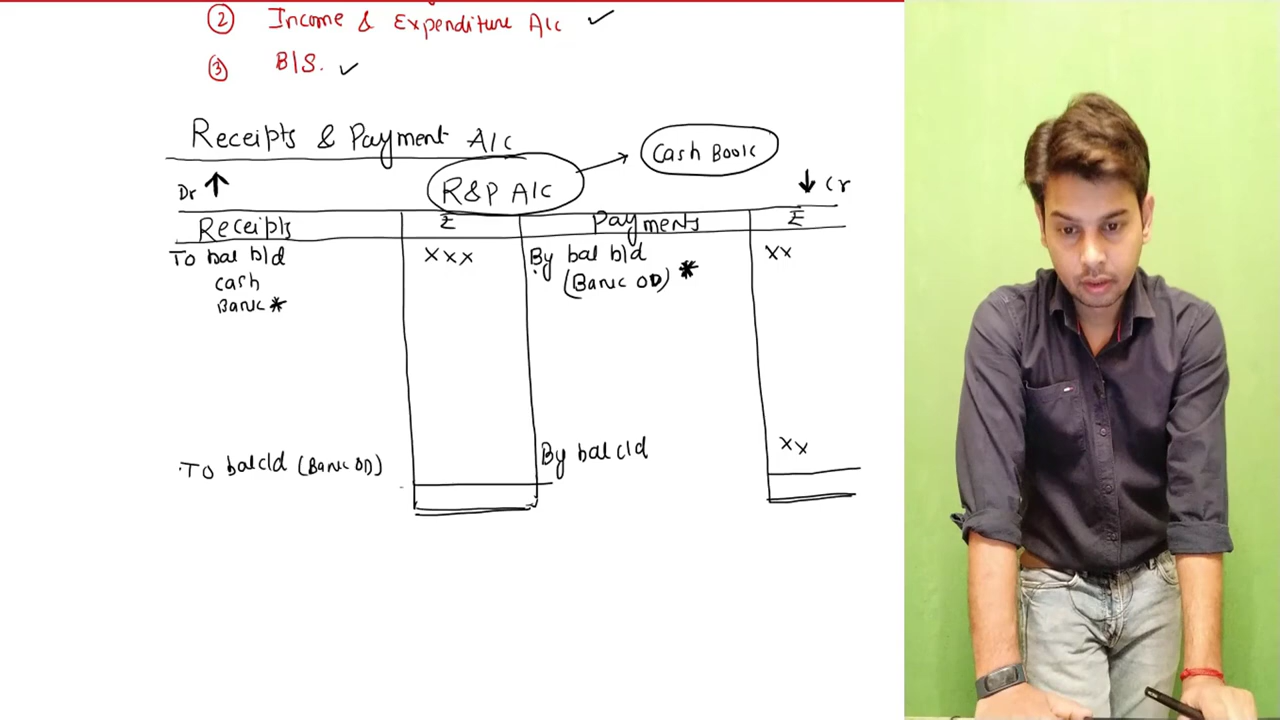 ② Income & Expenditure A/c ✓
③ B/S. ✓
Receipts & Payment A/c
Cash Book
Dr ↑ R&P A/c ↓ Cr
Receipts ₹ Payments ₹
To bal b/d xxx By bal b/d xx
cash (Bank OD) *
Bank *
To bal c/d (Bank OD) By bal c/d xx